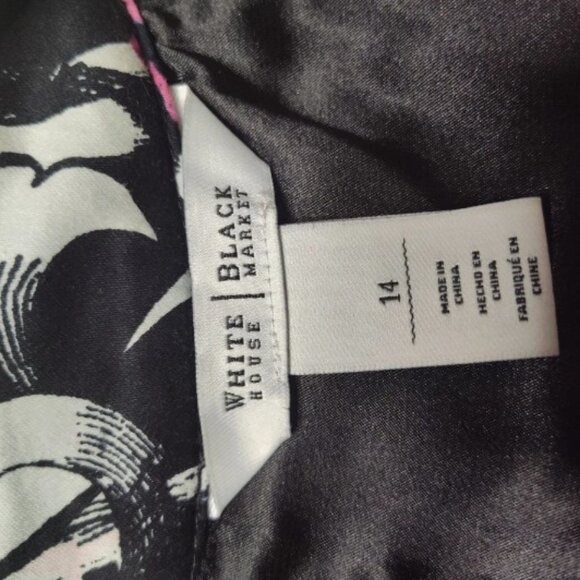 WHITE | BLACK
HOUSE | MARKET
14
MADE IN
CHINA
HECHO EN
CHINA
FABRIQUÉ EN
CHINE